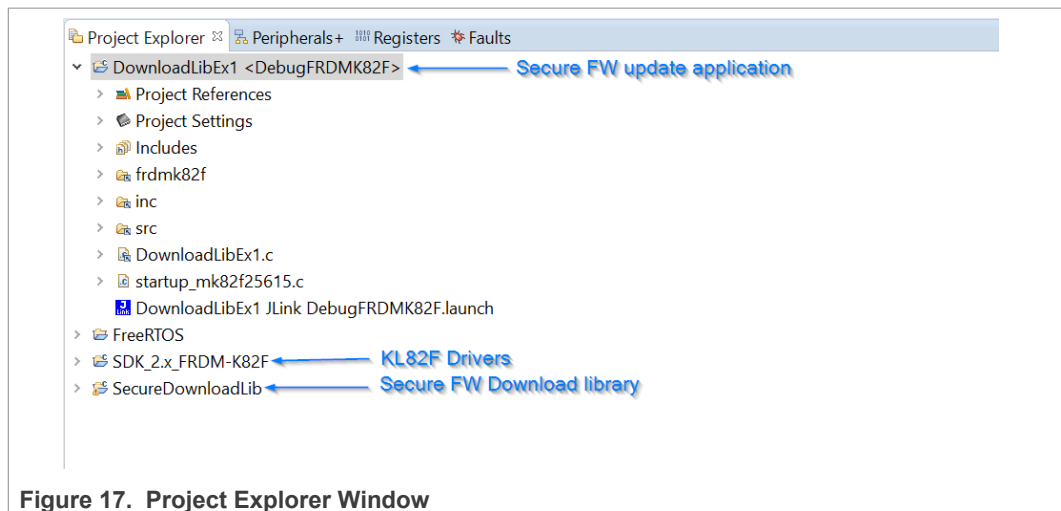 Project Explorer Peripherals+ Registers Faults
DownloadLibEx1 <DebugFRDMK82F> Secure FW update application
Project References
Project Settings
Includes
frdmk82f
inc
src
DownloadLibEx1.c
startup_mk82f25615.c
DownloadLibEx1 JLink DebugFRDMK82F.launch
FreeRTOS
SDK_2.x_FRDM-K82F KL82F Drivers
SecureDownloadLib Secure FW Download library
Figure 17. Project Explorer Window